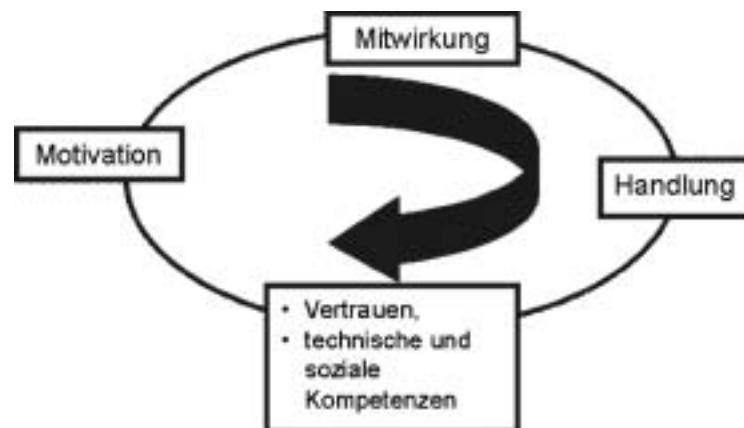 Mitwirkung
Motivation
Handlung
• Vertrauen,
• technische und
soziale
Kompetenzen